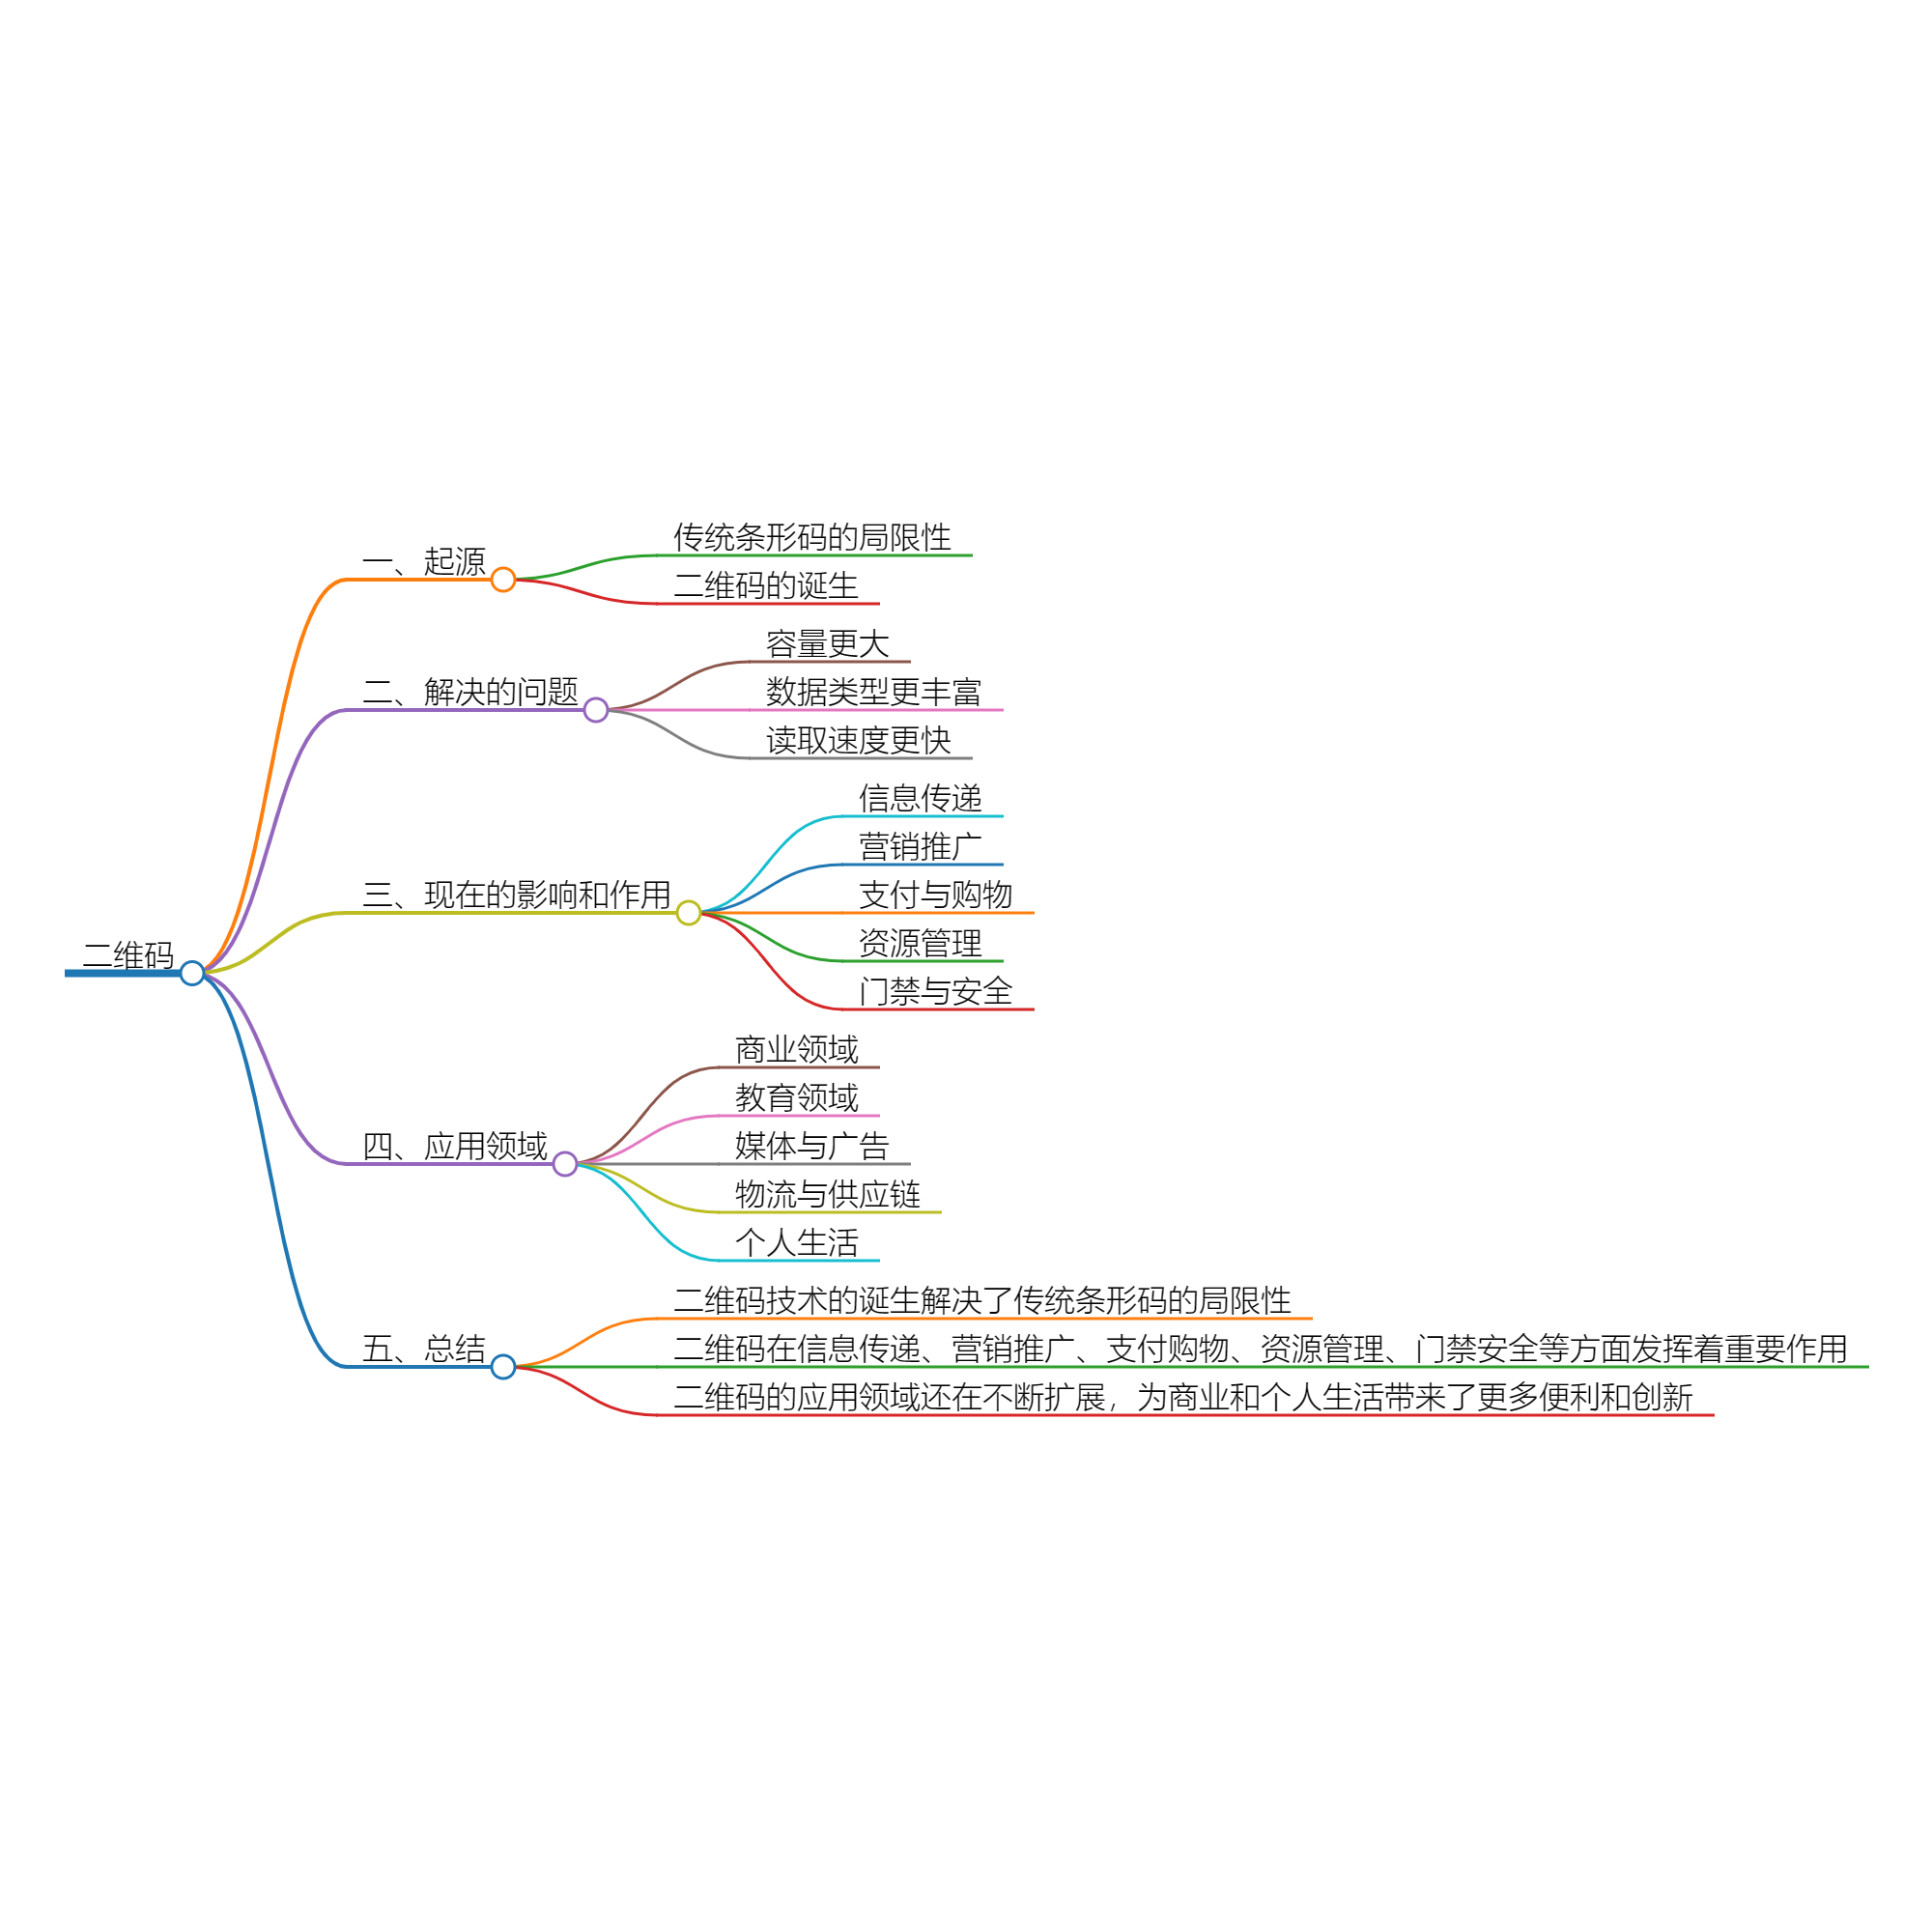 二维码
一、起源
传统条形码的局限性
二维码的诞生
二、解决的问题
容量更大
数据类型更丰富
读取速度更快
三、现在的影响和作用
信息传递
营销推广
支付与购物
资源管理
门禁与安全
四、应用领域
商业领域
教育领域
媒体与广告
物流与供应链
个人生活
五、总结
二维码技术的诞生解决了传统条形码的局限性
二维码在信息传递、营销推广、支付购物、资源管理、门禁安全等方面发挥着重要作用
二维码的应用领域还在不断扩展，为商业和个人生活带来了更多便利和创新